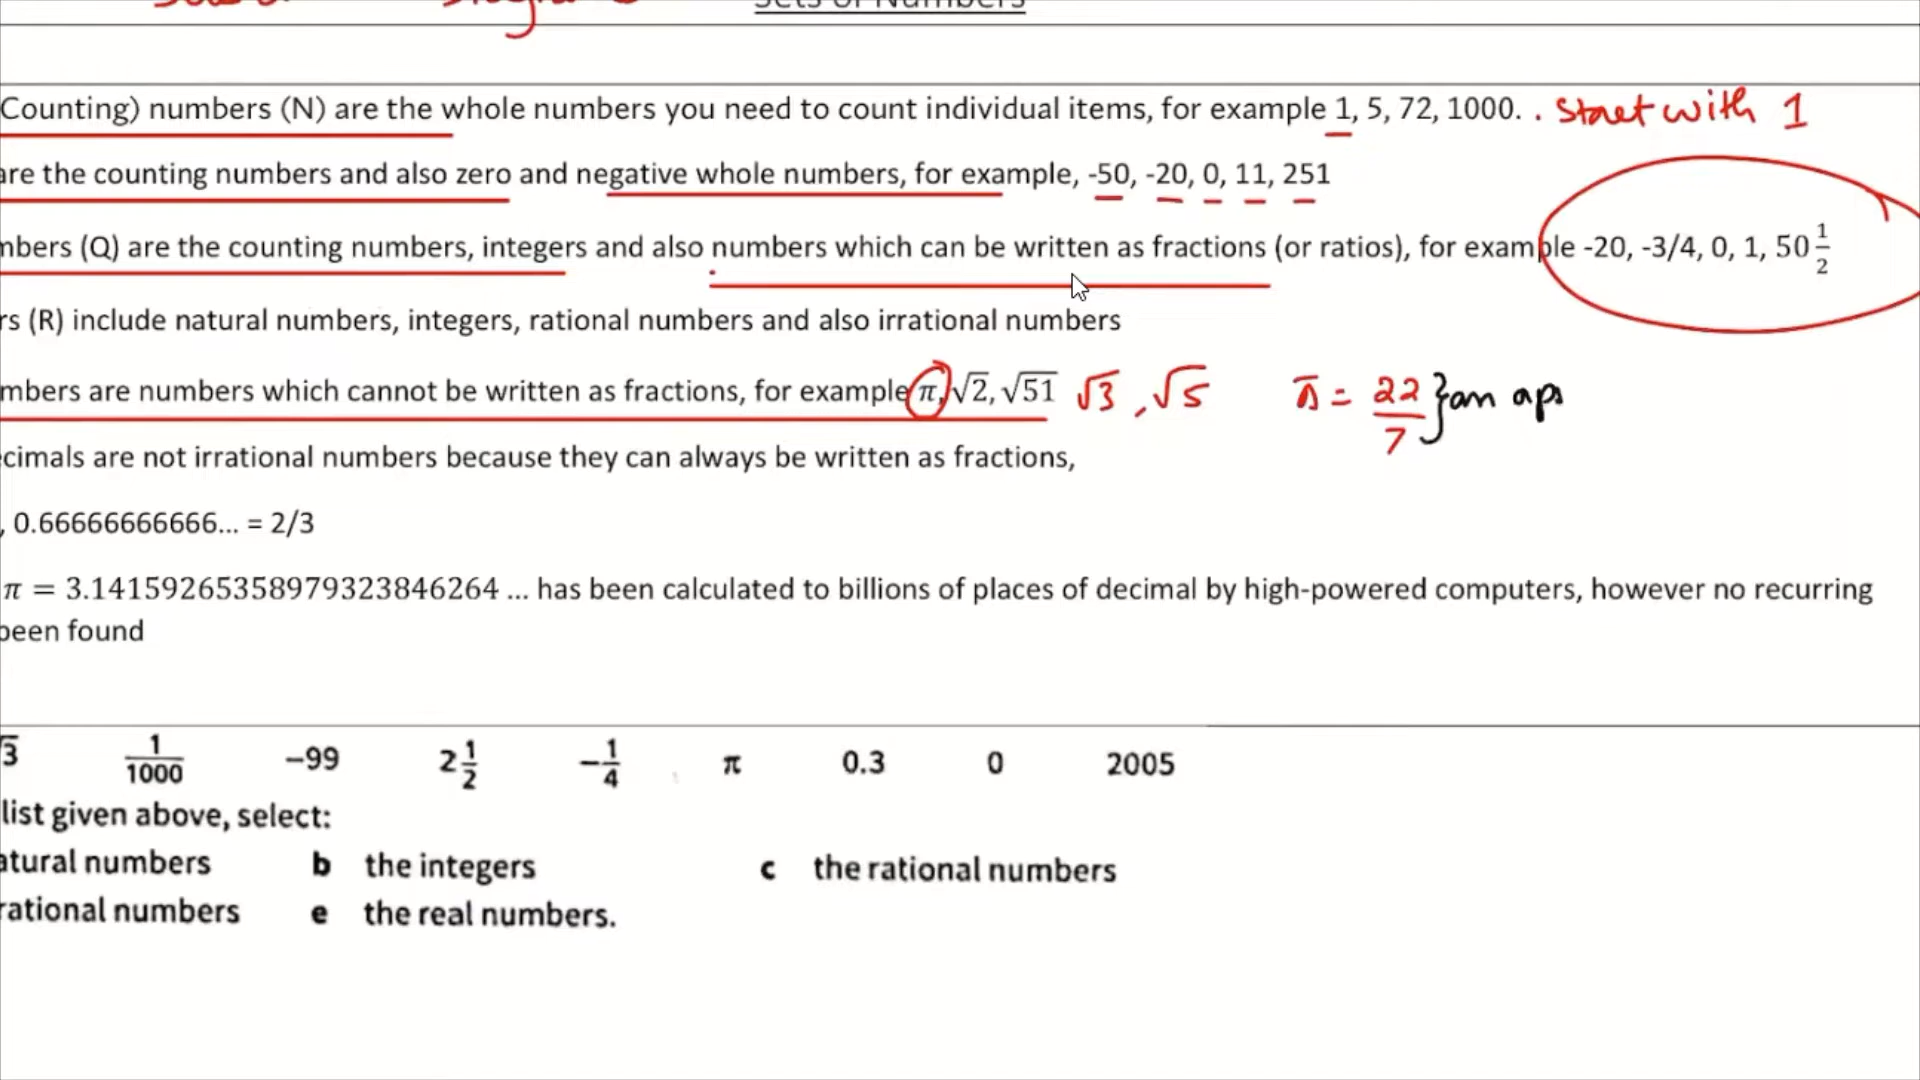 Sets of Numbers
Counting) numbers (N) are the whole numbers you need to count individual items, for example 1, 5, 72, 1000. . Start with 1
are the counting numbers and also zero and negative whole numbers, for example, -50, -20, 0, 11, 251
mbers (Q) are the counting numbers, integers and also numbers which can be written as fractions (or ratios), for example -20, -3/4, 0, 1, 50 1/2
rs (R) include natural numbers, integers, rational numbers and also irrational numbers
mbers are numbers which cannot be written as fractions, for example π, √2, √51 √3 , √5 π = 22/7 } an aps
cimals are not irrational numbers because they can always be written as fractions,
, 0.66666666666... = 2/3
π = 3.14159265358979323846264 ... has been calculated to billions of places of decimal by high-powered computers, however no recurring
been found
√3 1/1000 −99 2 1/2 −1/4 π 0.3 0 2005
list given above, select:
atural numbers b the integers c the rational numbers
rational numbers e the real numbers.